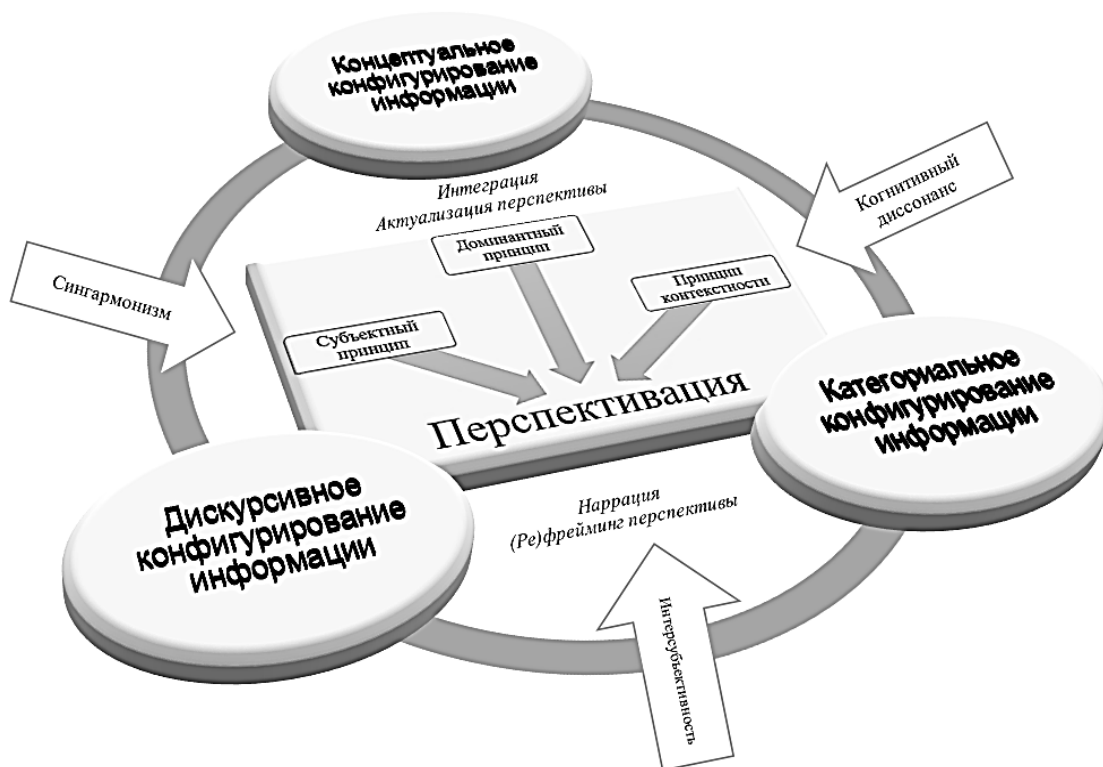 Концептуальное
конфигурирование
информации
Интеграция
Актуализация перспективы
Когнитивный
диссонанс
Доминантный
принцип
Принцип
контекстности
Сингармонизм
Субъектный
принцип
Перспективация
Категориальное
конфигурирование
информации
Дискурсивное
конфигурирование
информации
Наррация
(Ре)фрейминг перспективы
Интерсубъективность